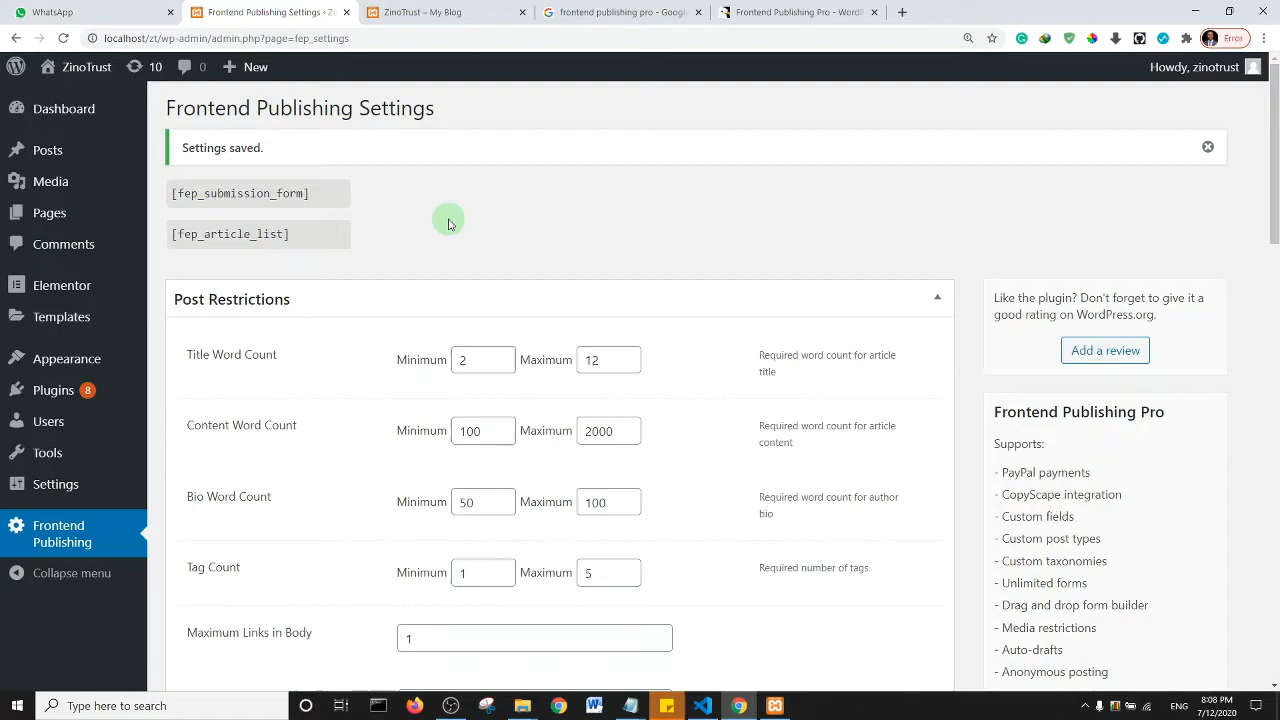 WhatsApp
Frontend Publishing Settings ‹ Z
ZinoTrust – My Blog
frontend publishing pro - Google
Frontend Publishing Pro - WordP
localhost/zt/wp-admin/admin.php?page=fep_settings
Error
ZinoTrust
10
0
New
Howdy, zinotrust
Dashboard
Posts
Media
Pages
Comments
Elementor
Templates
Appearance
Plugins 8
Users
Tools
Settings
Frontend
Publishing
Collapse menu
Frontend Publishing Settings
Settings saved.
[fep_submission_form]
[fep_article_list]
Post Restrictions
Title Word Count
Minimum 2 Maximum 12
Required word count for article
title
Content Word Count
Minimum 100 Maximum 2000
Required word count for article
content
Bio Word Count
Minimum 50 Maximum 100
Required word count for author
bio
Tag Count
Minimum 1 Maximum 5
Required number of tags
Maximum Links in Body
1
Like the plugin? Don't forget to give it a
good rating on WordPress.org.
Add a review
Frontend Publishing Pro
Supports:
- PayPal payments
- CopyScape integration
- Custom fields
- Custom post types
- Custom taxonomies
- Unlimited forms
- Drag and drop form builder
- Media restrictions
- Auto-drafts
- Anonymous posting
Type here to search
ENG
8:08 PM
7/12/2020